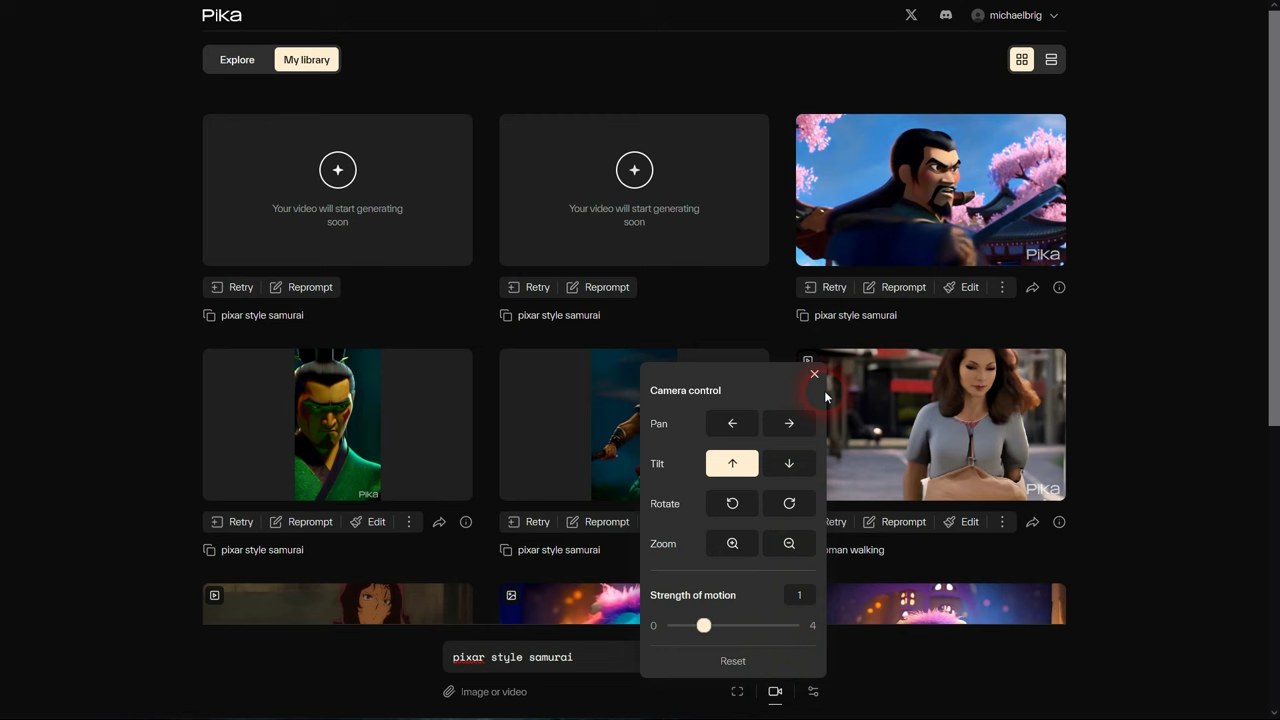 Pika
michaelbrig
Explore
My library
Your video will start generating
soon
Your video will start generating
soon
Pika
Retry
Reprompt
Retry
Reprompt
Retry
Reprompt
Edit
pixar style samurai
pixar style samurai
pixar style samurai
Pika
Pika
Retry
Reprompt
Edit
Retry
Reprompt
etry
Reprompt
Edit
pixar style samurai
pixar style samurai
oman walking
Camera control
Pan
Tilt
Rotate
Zoom
Strength of motion
1
0
4
Reset
pixar style samurai
Image or video